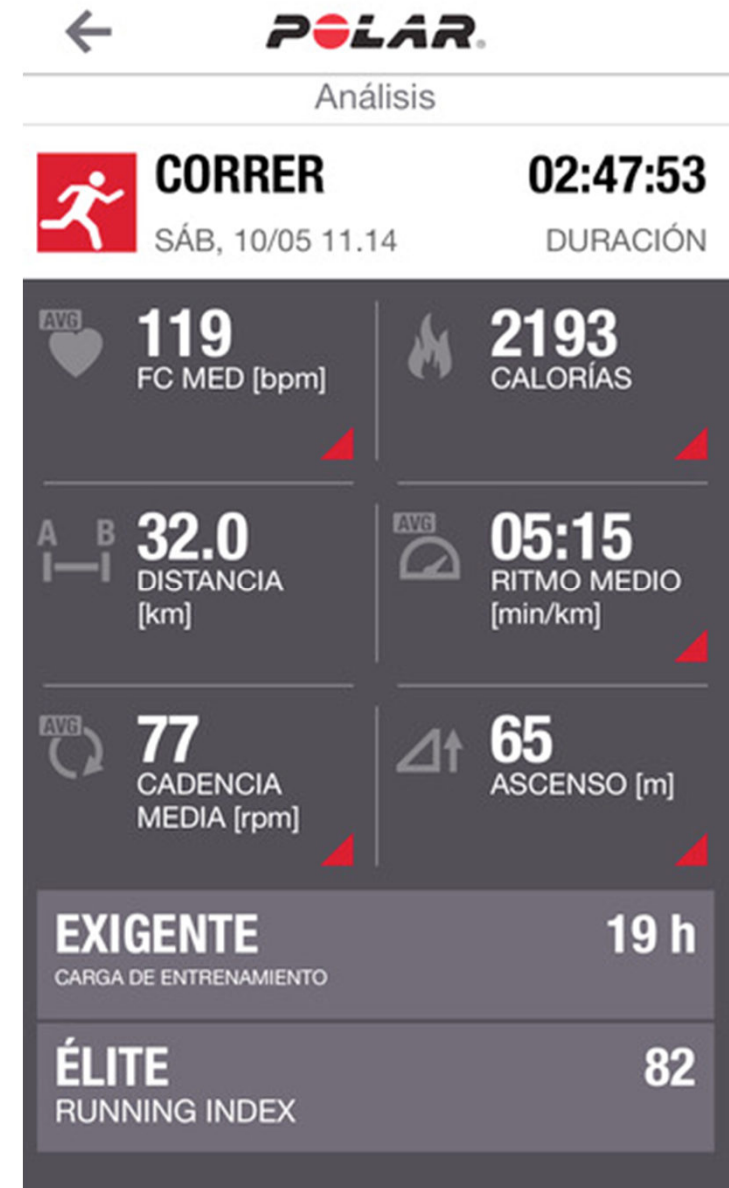 POLAR®
Análisis
CORRER 02:47:53
SÁB, 10/05 11.14 DURACIÓN
AVG 119 2193
FC MED [bpm] CALORÍAS
A B 32.0 AVG 05:15
DISTANCIA RITMO MEDIO
[km] [min/km]
AVG 77 65
CADENCIA ASCENSO [m]
MEDIA [rpm]
EXIGENTE 19 h
CARGA DE ENTRENAMIENTO
ÉLITE 82
RUNNING INDEX